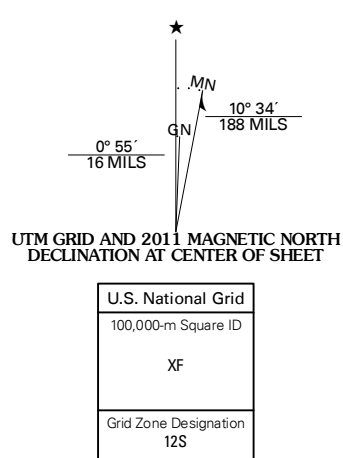 ★
MN
10° 34´
188 MILS
GN
0° 55´
16 MILS
UTM GRID AND 2011 MAGNETIC NORTH
DECLINATION AT CENTER OF SHEET
U.S. National Grid
100,000-m Square ID
XF
Grid Zone Designation
12S